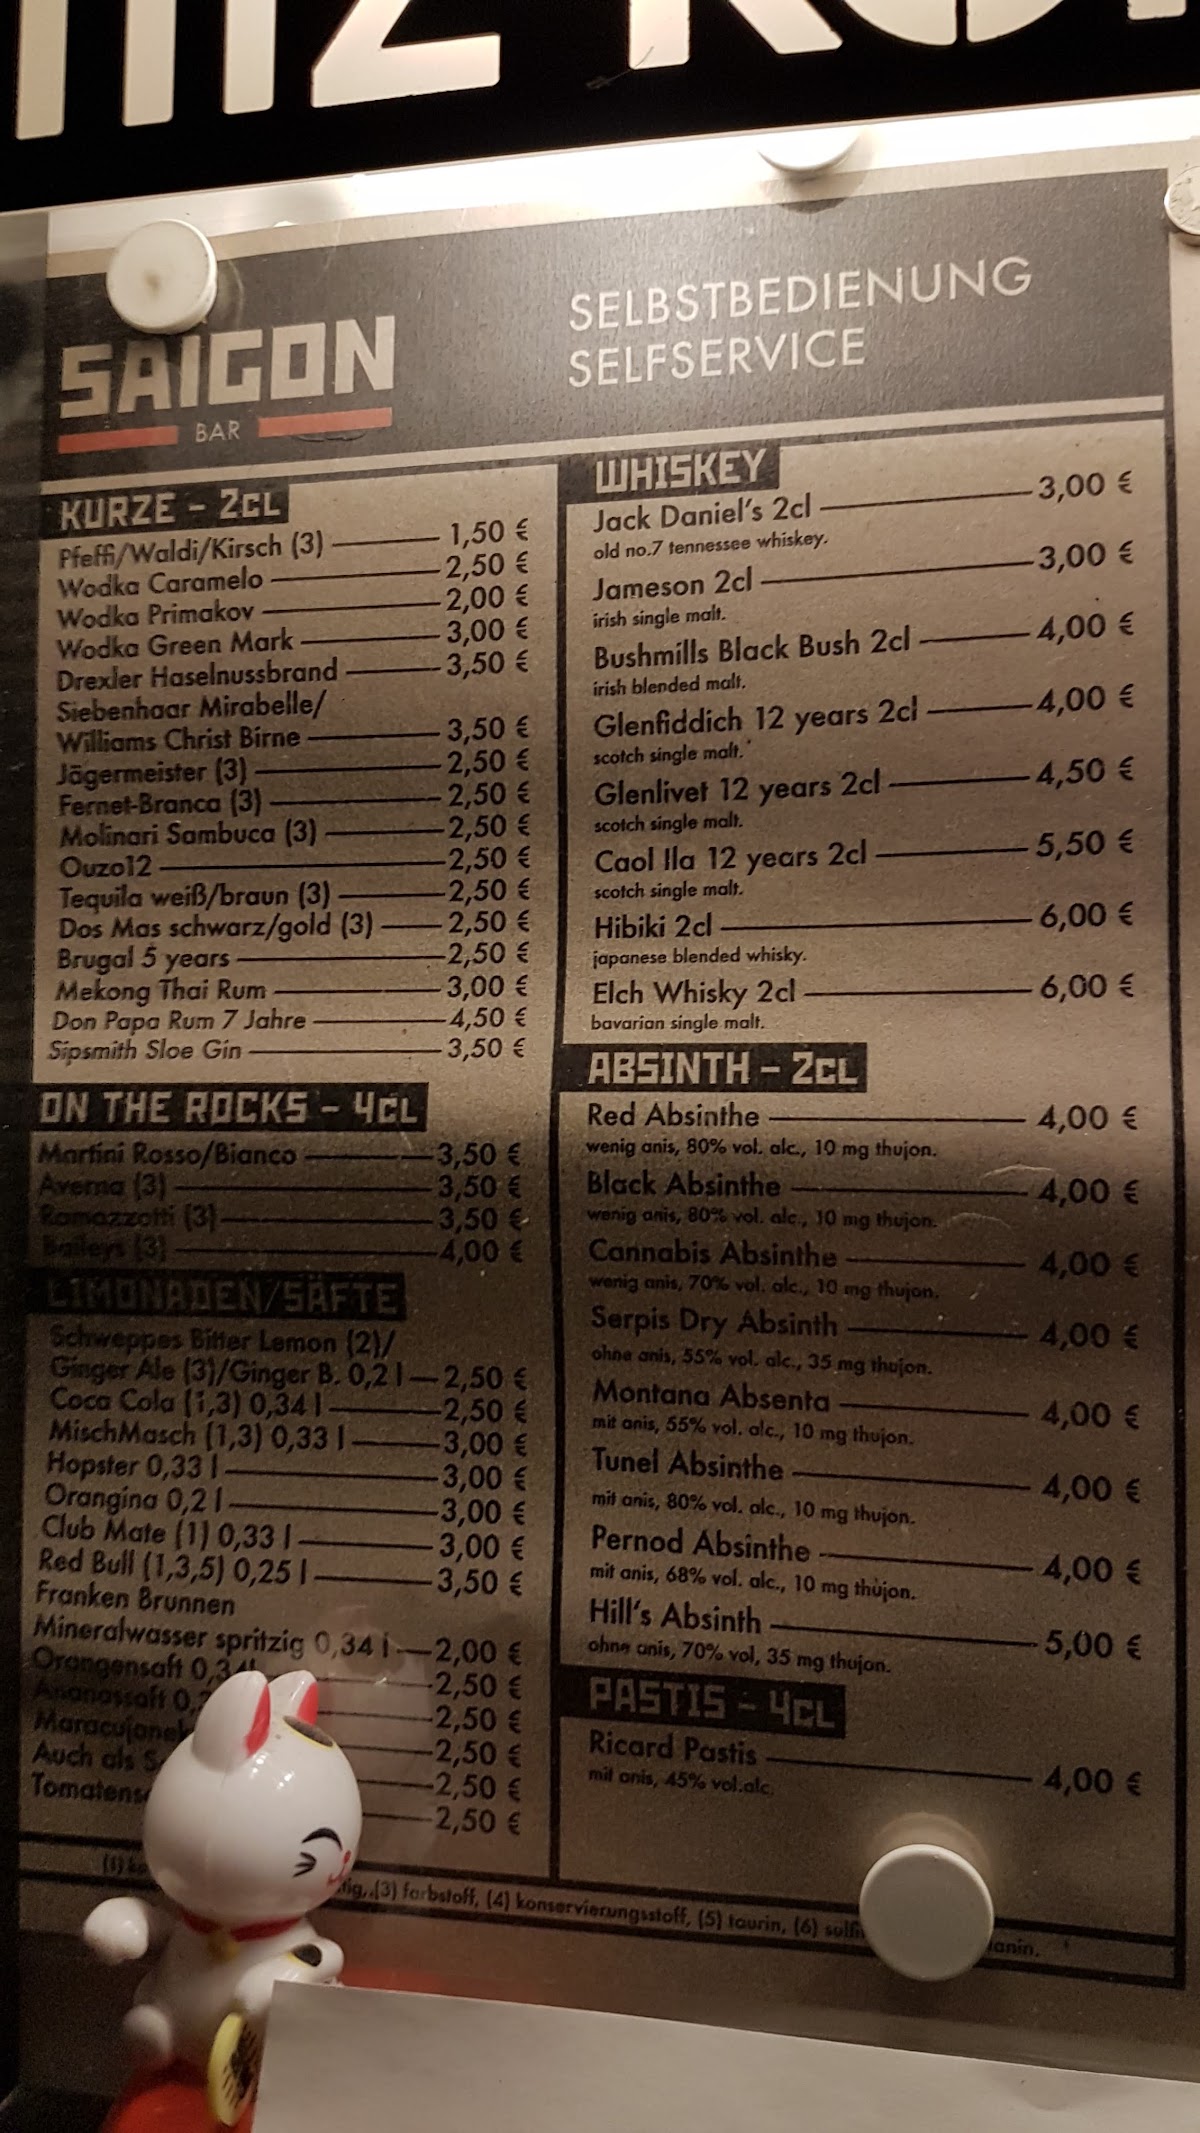 SAIGON
BAR
SELBSTBEDIENUNG
SELFSERVICE
KURZE - 2CL
Pfeffi/Waldi/Kirsch (3) 1,50 €
Wodka Caramelo 2,50 €
Wodka Primakov 2,00 €
Wodka Green Mark 3,00 €
Drexler Haselnussbrand 3,50 €
Siebenhaar Mirabelle/
Williams Christ Birne 3,50 €
Jägermeister (3) 2,50 €
Fernet-Branca (3) 2,50 €
Molinari Sambuca (3) 2,50 €
Ouzo12 2,50 €
Tequila weiß/braun (3) 2,50 €
Dos Mas schwarz/gold (3) 2,50 €
Brugal 5 years 2,50 €
Mekong Thai Rum 3,00 €
Don Papa Rum 7 Jahre 4,50 €
Sipsmith Sloe Gin 3,50 €
ON THE ROCKS - 4CL
Martini Rosso/Bianco 3,50 €
Averna (3) 3,50 €
Ramazzotti (3) 3,50 €
Baileys (3) 4,00 €
LIMONADEN/SÄFTE
Schweppes Bitter Lemon (2)/
Ginger Ale (3)/Ginger B. 0,2 l 2,50 €
Coca Cola (1,3) 0,34 l 2,50 €
MischMasch (1,3) 0,33 l 3,00 €
Hopster 0,33 l 3,00 €
Orangina 0,2 l 3,00 €
Club Mate (1) 0,33 l 3,00 €
Red Bull (1,3,5) 0,25 l 3,50 €
Franken Brunnen
Mineralwasser spritzig 0,34 l 2,00 €
Orangensaft 0,34l 2,50 €
Ananassaft 2,50 €
2,50 €
Auch als 2,50 €
2,50 €
WHISKEY
Jack Daniel's 2cl 3,00 €
old no.7 tennessee whiskey.
Jameson 2cl 3,00 €
irish single malt.
Bushmills Black Bush 2cl 4,00 €
irish blended malt.
Glenfiddich 12 years 2cl 4,00 €
scotch single malt.
Glenlivet 12 years 2cl 4,50 €
scotch single malt.
Caol Ila 12 years 2cl 5,50 €
scotch single malt.
Hibiki 2cl 6,00 €
japanese blended whisky.
Elch Whisky 2cl 6,00 €
bavarian single malt.
ABSINTH - 2CL
Red Absinthe 4,00 €
wenig anis, 80% vol. alc., 10 mg thujon.
Black Absinthe 4,00 €
wenig anis, 80% vol. alc., 10 mg thujon.
Cannabis Absinthe 4,00 €
wenig anis, 70% vol. alc., 10 mg thujon.
Serpis Dry Absinth 4,00 €
ohne anis, 55% vol. alc., 35 mg thujon.
Montana Absenta 4,00 €
mit anis, 55% vol. alc., 10 mg thujon.
Tunel Absinthe 4,00 €
mit anis, 80% vol. alc., 10 mg thujon.
Pernod Absinthe 4,00 €
mit anis, 68% vol. alc., 10 mg thujon.
Hill's Absinth 5,00 €
ohne anis, 70% vol, 35 mg thujon.
PASTIS - 4CL
Ricard Pastis 4,00 €
mit anis, 45% vol.alc.
(3) farbstoff, (4) konservierungsstoff, (5) taurin, (6)